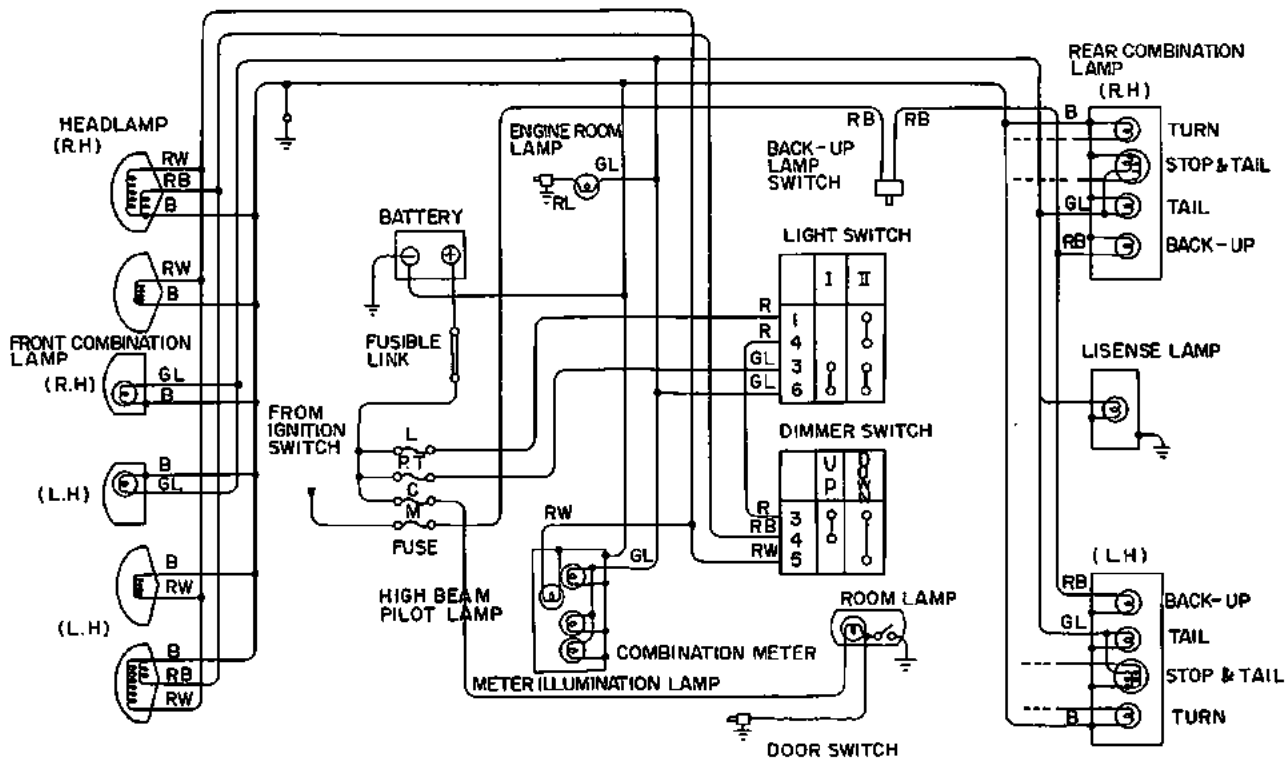 HEADLAMP
(R.H)
RW
RB
B
RW
B
FRONT COMBINATION
LAMP
(R.H)
GL
B
(L.H)
B
GL
B
RW
(L.H)
B
RB
RW
ENGINE ROOM
LAMP
GL
RL
BATTERY
FUSIBLE
LINK
FROM
IGNITION
SWITCH
L
P.T
C
M
FUSE
RB
RB
BACK-UP
LAMP
SWITCH
LIGHT SWITCH
I II
R 1
R 4
GL 3
GL 6
DIMMER SWITCH
UP DOWN
R 3
RB 4
RW 5
RW
GL
HIGH BEAM
PILOT LAMP
COMBINATION METER
METER ILLUMINATION LAMP
ROOM LAMP
DOOR SWITCH
REAR COMBINATION
LAMP
(R.H)
B
TURN
STOP & TAIL
GL
TAIL
RB
BACK-UP
LISENSE LAMP
(L.H)
RB
BACK-UP
GL
TAIL
STOP & TAIL
B
TURN